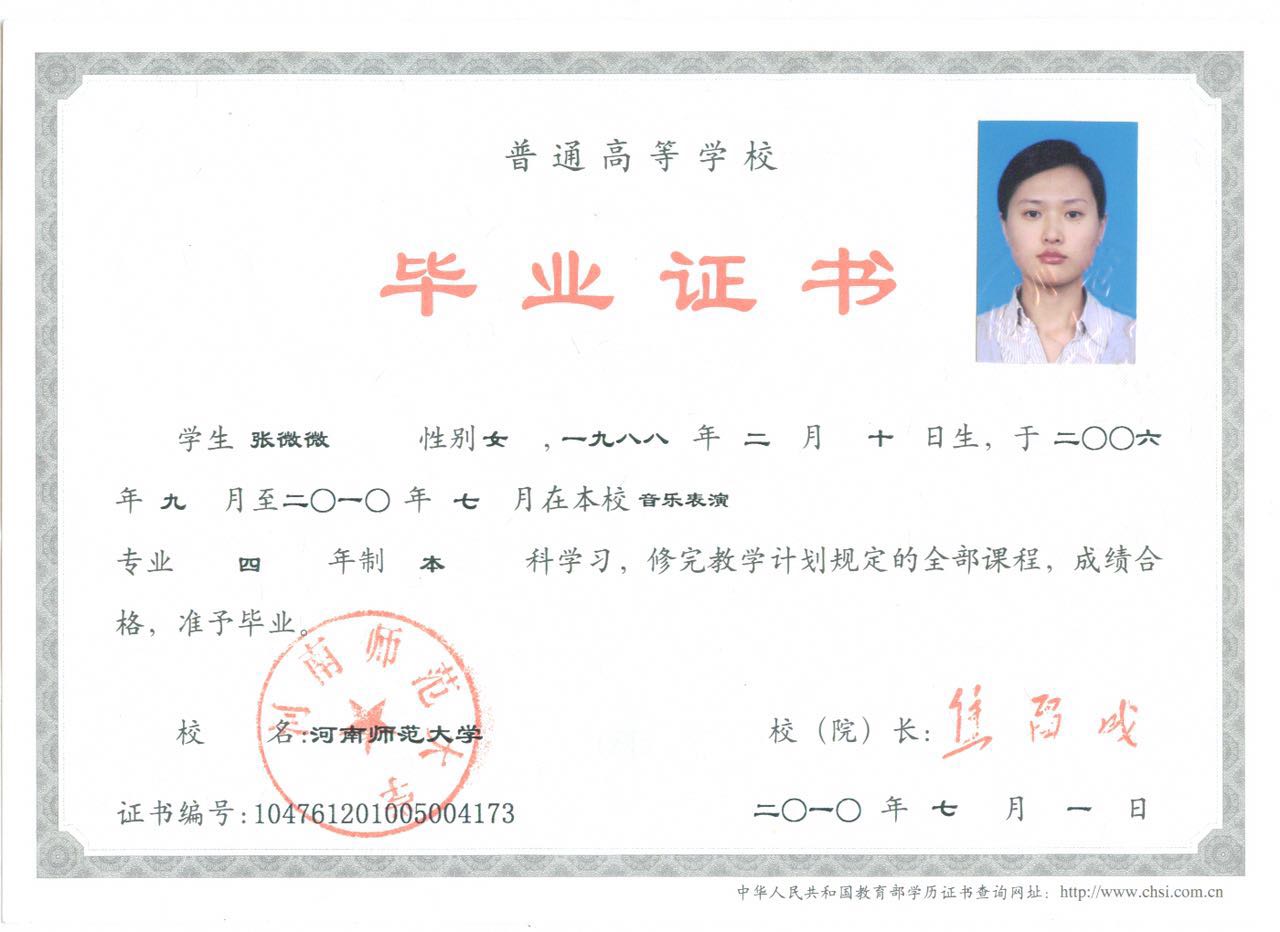 普通高等学校
毕业证书
学生 张微微 性别 女 ，一九八八 年 二 月 十 日生，于 二〇〇六
年 九 月至 二〇一〇 年 七 月在本校 音乐表演
专业 四 年制 本 科学习，修完教学计划规定的全部课程，成绩合
格，准予毕业。
河南师范大学
校 名:河南师范大学
校（院）长：焦留成
证书编号:104761201005004173
二〇一〇 年 七 月 一 日
中华人民共和国教育部学历证书查询网址：http://www.chsi.com.cn